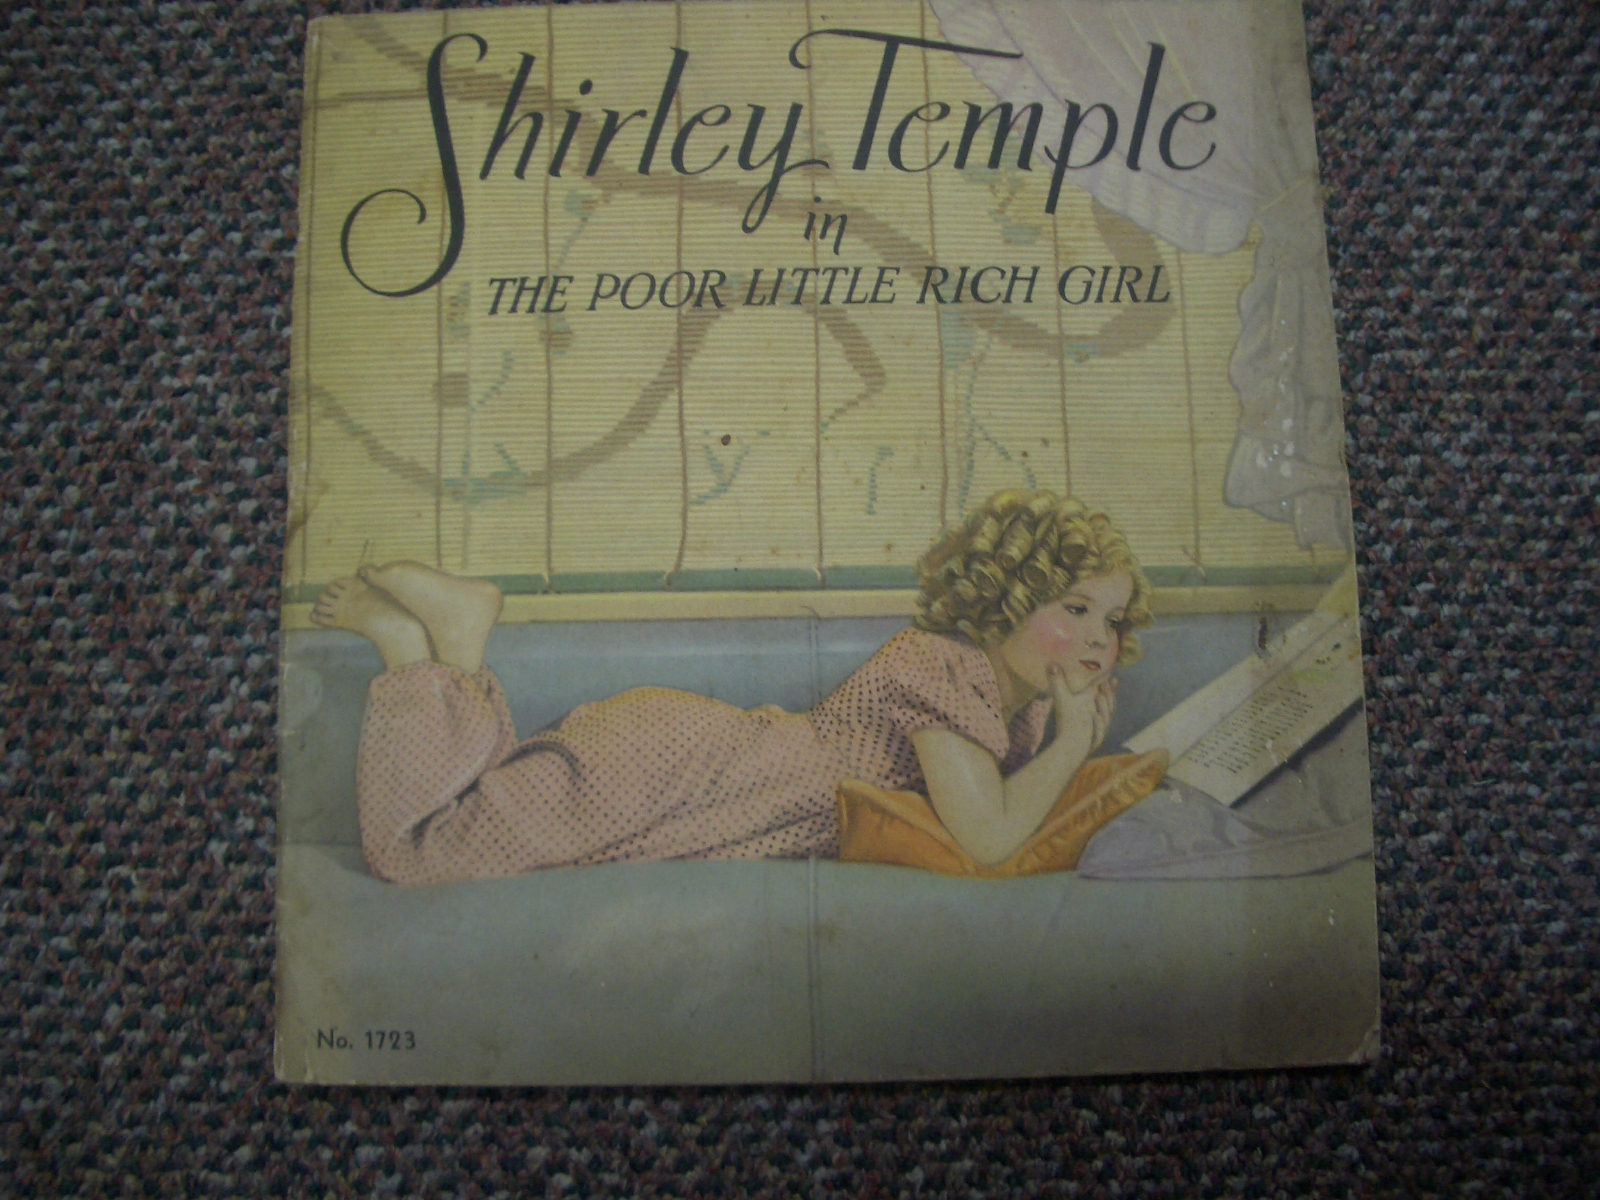 Shirley Temple
in
THE POOR LITTLE RICH GIRL
No. 1723